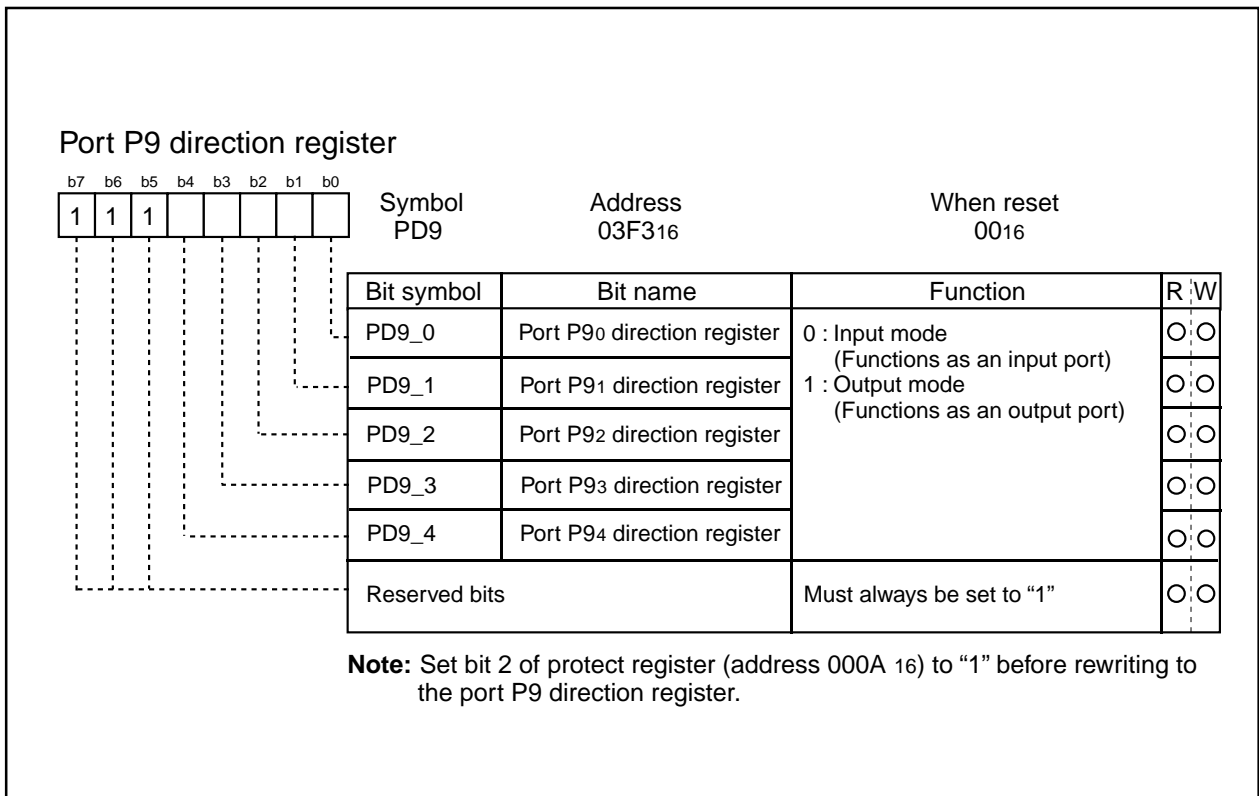 Port P9 direction register
b7 b6 b5 b4 b3 b2 b1 b0
1 1 1
Symbol Address When reset
PD9 03F316 0016
Bit symbol Bit name Function R W
PD9_0 Port P90 direction register 0 : Input mode
(Functions as an input port)
PD9_1 Port P91 direction register 1 : Output mode
(Functions as an output port)
PD9_2 Port P92 direction register
PD9_3 Port P93 direction register
PD9_4 Port P94 direction register
Reserved bits Must always be set to “1”
Note: Set bit 2 of protect register (address 000A 16) to “1” before rewriting to
the port P9 direction register.